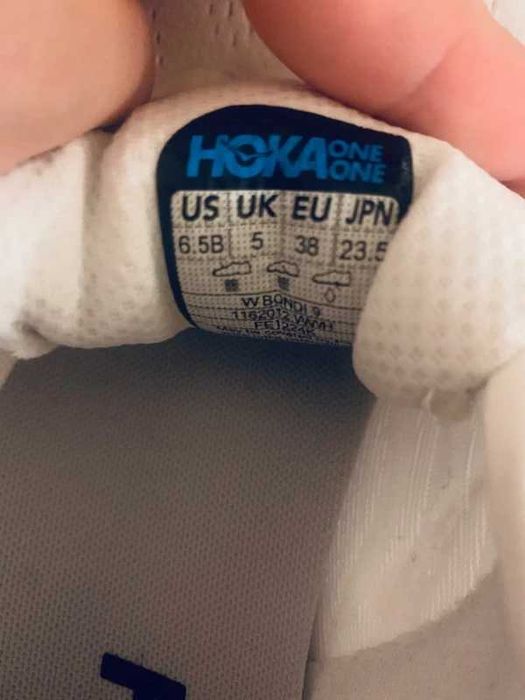 HOKA ONE ONE
US UK EU JPN
6.5B 5 38 23.5
W BONDI 9
1162012 WWH